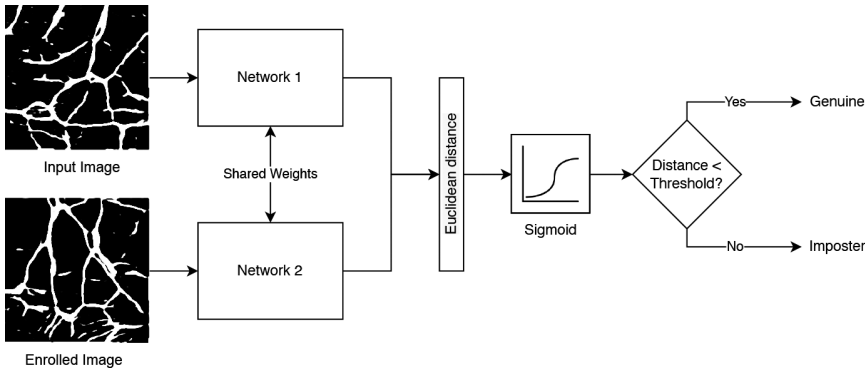 Input Image
Network 1
Shared Weights
Network 2
Enrolled Image
Euclidean distance
Sigmoid
Distance <
Threshold?
Yes
Genuine
No
Imposter